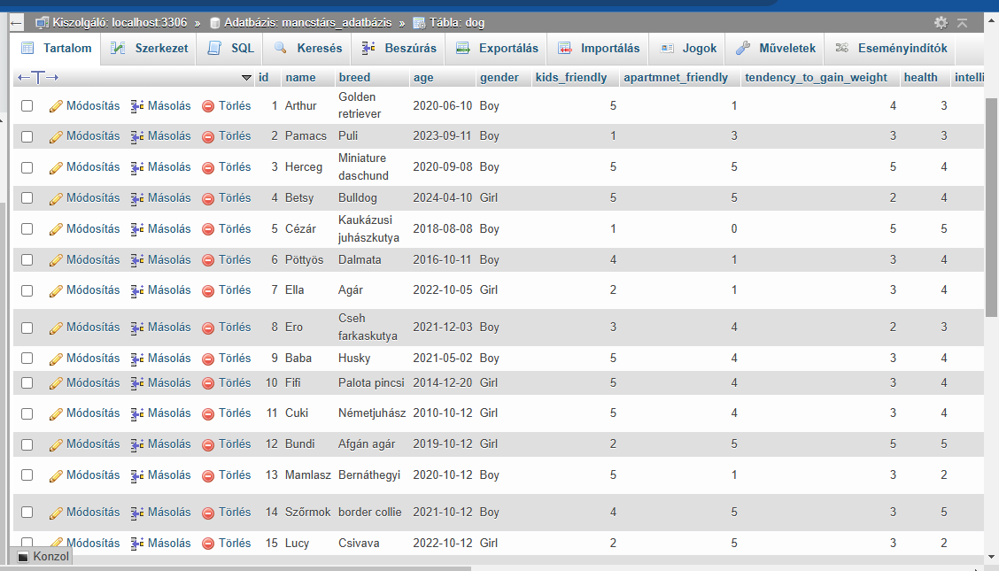 Kiszolgáló: localhost:3306 » Adatbázis: mancstárs_adatbázis » Tábla: dog
Tartalom Szerkezet SQL Keresés Beszúrás Exportálás Importálás Jogok Műveletek Eseményindítók
id name breed age gender kids_friendly apartmnet_friendly tendency_to_gain_weight health intelli
Módosítás Másolás Törlés 1 Arthur Golden retriever 2020-06-10 Boy 5 1 4 3
Módosítás Másolás Törlés 2 Pamacs Puli 2023-09-11 Boy 1 3 3 3
Módosítás Másolás Törlés 3 Herceg Miniature daschund 2020-09-08 Boy 5 5 5 4
Módosítás Másolás Törlés 4 Betsy Bulldog 2024-04-10 Girl 5 5 2 4
Módosítás Másolás Törlés 5 Cézár Kaukázusi juhászkutya 2018-08-08 Boy 1 0 5 5
Módosítás Másolás Törlés 6 Pöttyös Dalmata 2016-10-11 Boy 4 1 3 4
Módosítás Másolás Törlés 7 Ella Agár 2022-10-05 Girl 2 1 3 4
Módosítás Másolás Törlés 8 Ero Cseh farkaskutya 2021-12-03 Boy 3 4 2 3
Módosítás Másolás Törlés 9 Baba Husky 2021-05-02 Boy 5 4 3 4
Módosítás Másolás Törlés 10 Fifi Palota pincsi 2014-12-20 Girl 5 4 3 4
Módosítás Másolás Törlés 11 Cuki Németjuhász 2010-10-12 Girl 5 4 3 4
Módosítás Másolás Törlés 12 Bundi Afgán agár 2019-10-12 Girl 2 5 5 5
Módosítás Másolás Törlés 13 Mamlasz Bernáthegyi 2020-10-12 Boy 5 1 3 2
Módosítás Másolás Törlés 14 Szőrmok border collie 2021-10-12 Boy 4 5 3 5
Módosítás Másolás Törlés 15 Lucy Csivava 2022-10-12 Girl 2 5 3 2
Konzol